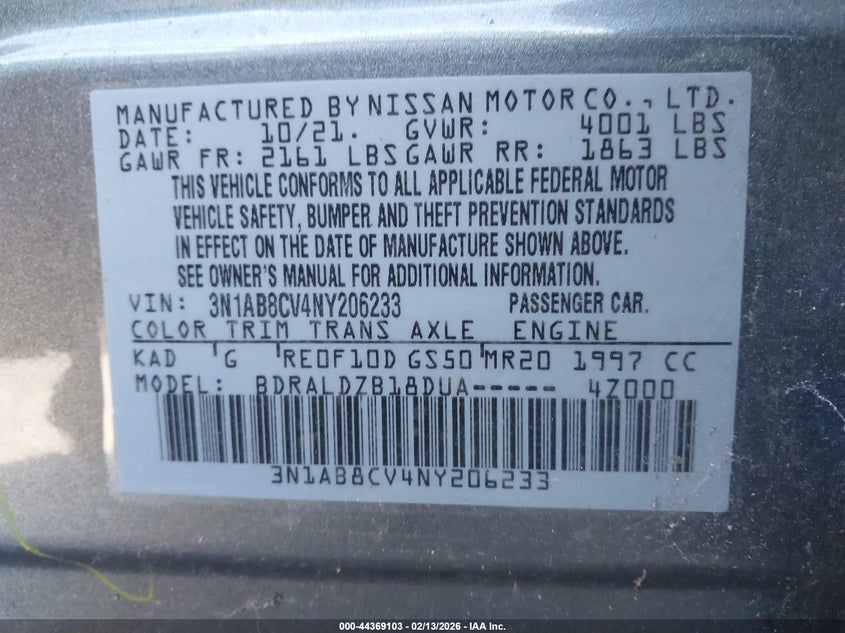 MANUFACTURED BY NISSAN MOTOR CO., LTD.
DATE: 10/21. GVWR: 4001 LBS
GAWR FR: 2161 LBS GAWR RR: 1863 LBS
THIS VEHICLE CONFORMS TO ALL APPLICABLE FEDERAL MOTOR
VEHICLE SAFETY, BUMPER AND THEFT PREVENTION STANDARDS
IN EFFECT ON THE DATE OF MANUFACTURE SHOWN ABOVE.
SEE OWNER'S MANUAL FOR ADDITIONAL INFORMATION.
VIN: 3N1AB8CV4NY206233 PASSENGER CAR.
COLOR TRIM TRANS AXLE ENGINE
KAD G RE0F10D GS50 MR20 1997 CC
MODEL: BDRALDZB18DUA----- 4Z000
3N1AB8CV4NY206233
000-44369103 - 02/13/2026 - IAA Inc.